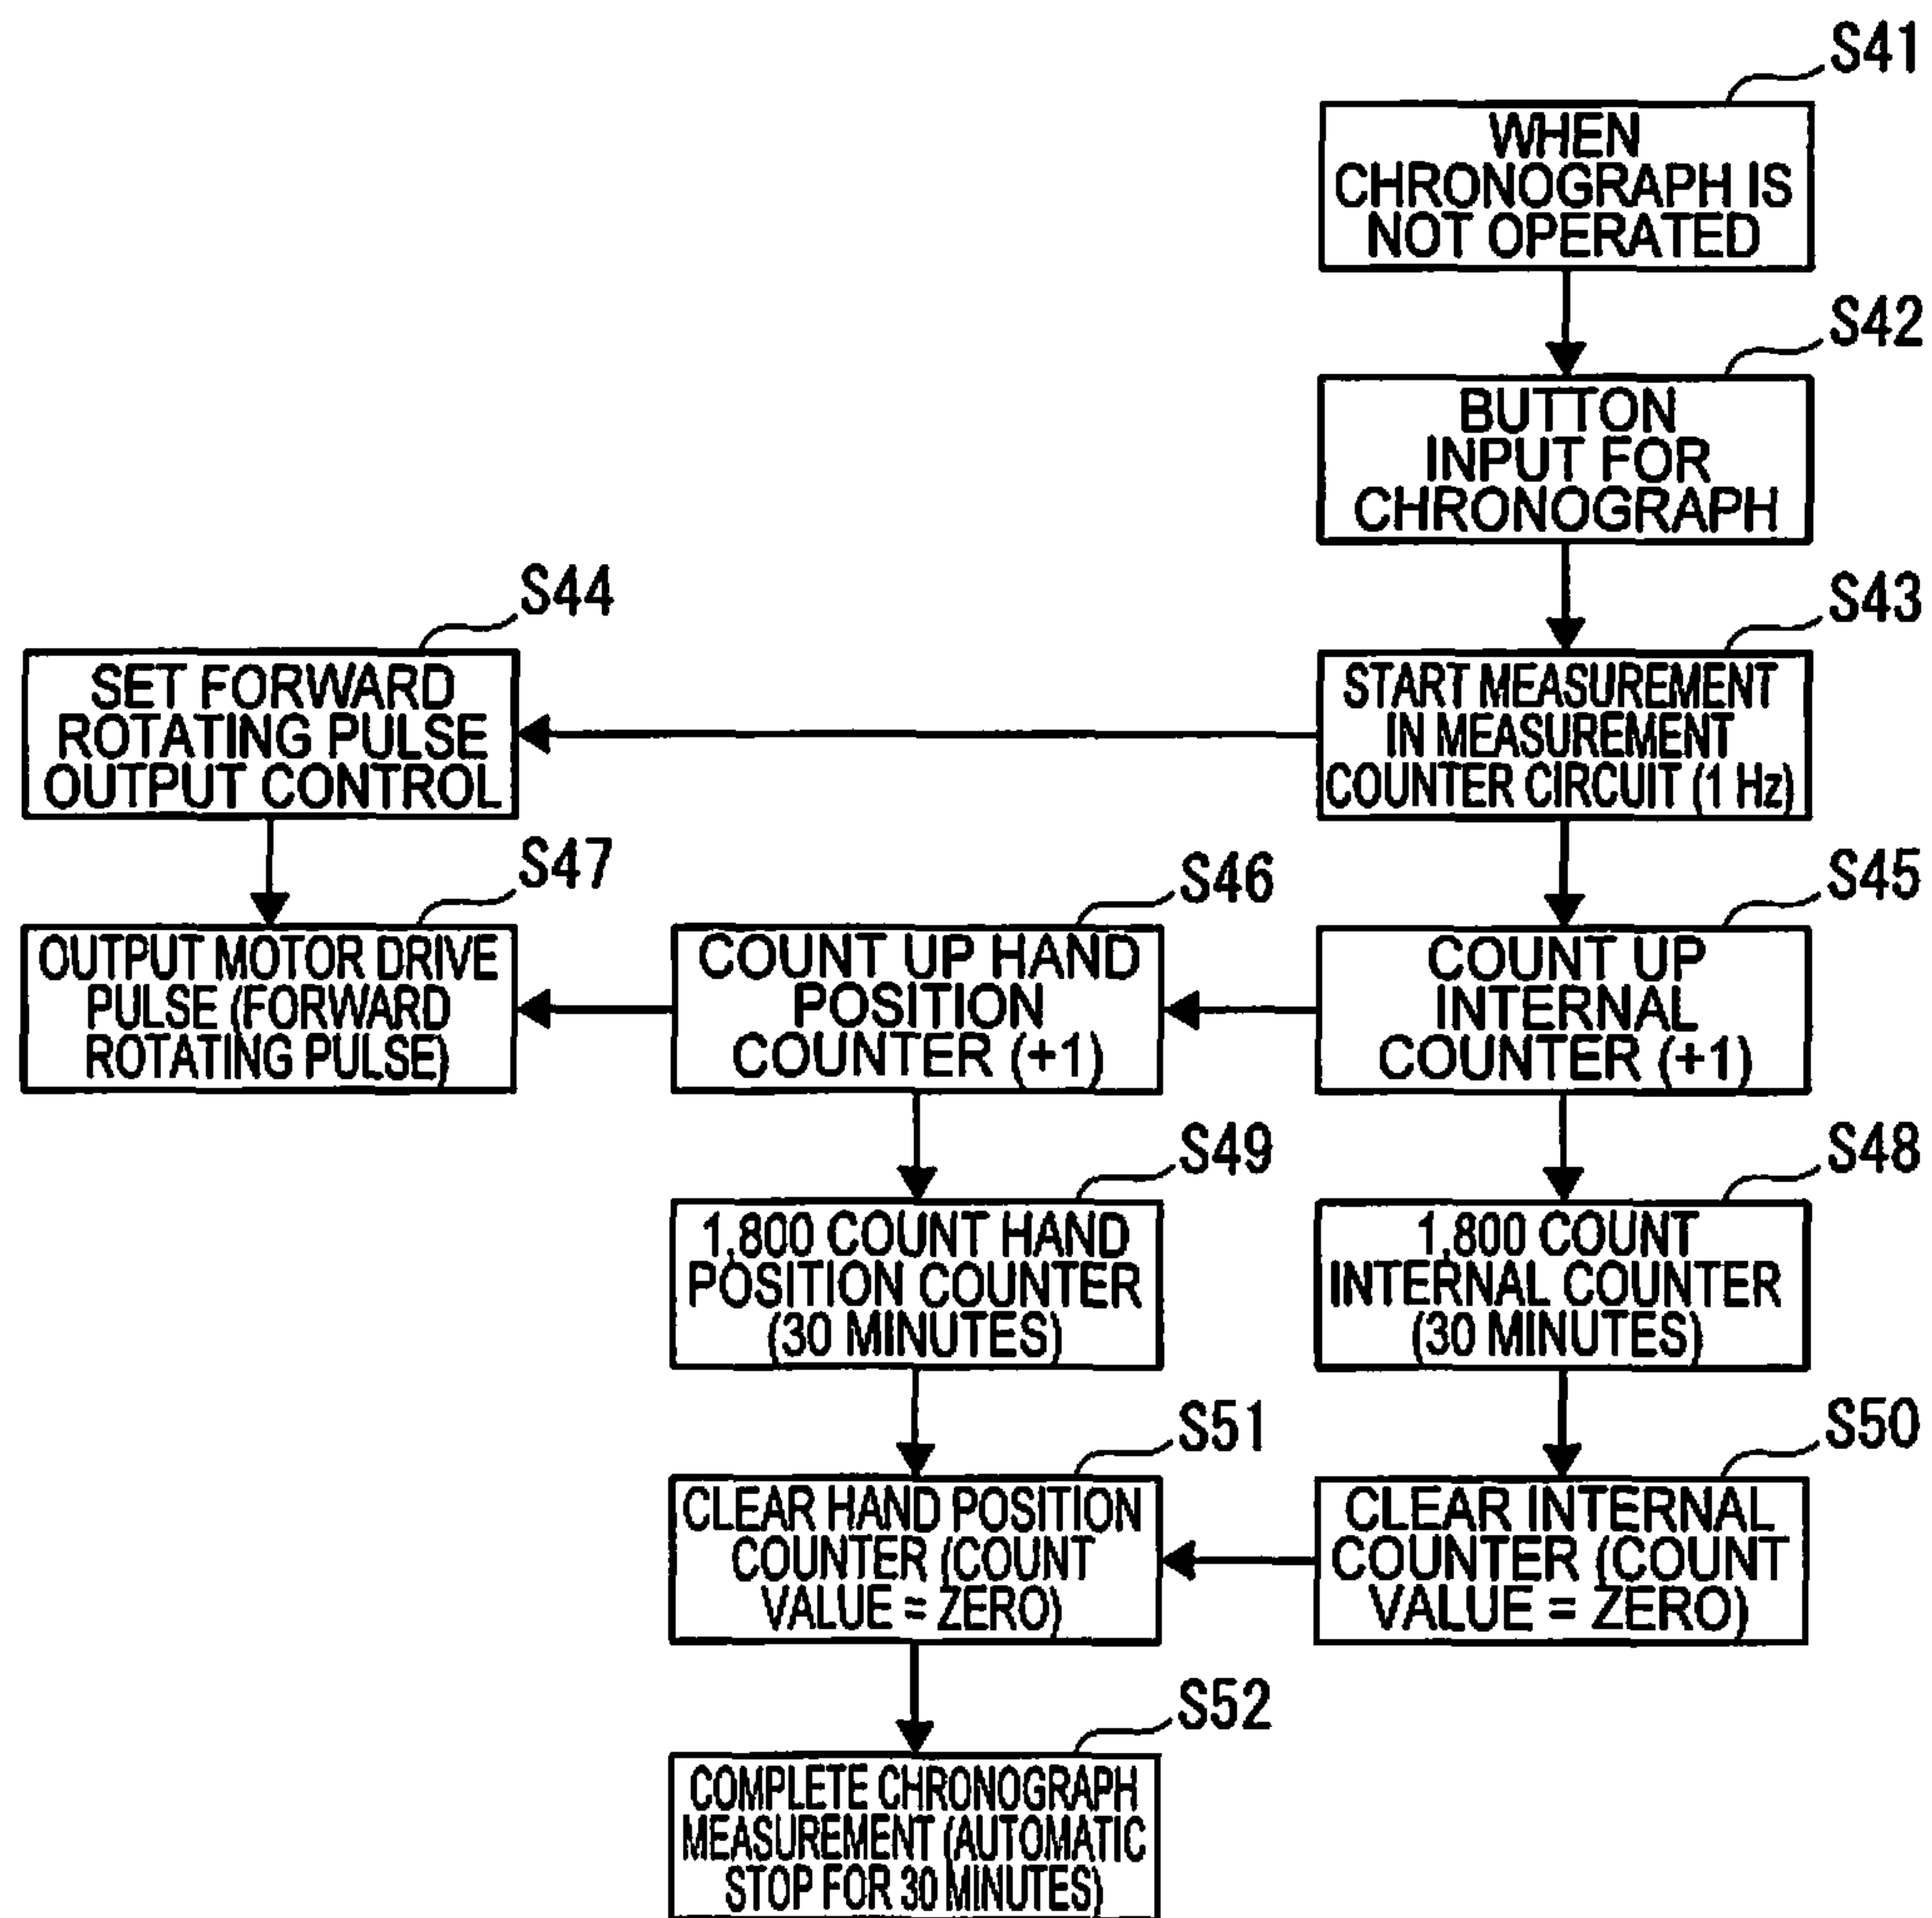 S41
WHEN
CHRONOGRAPH IS
NOT OPERATED
S42
BUTTON
INPUT FOR
CHRONOGRAPH
S43
START MEASUREMENT
IN MEASUREMENT
COUNTER CIRCUIT (1 Hz)
S44
SET FORWARD
ROTATING PULSE
OUTPUT CONTROL
S45
COUNT UP
INTERNAL
COUNTER (+1)
S46
COUNT UP HAND
POSITION
COUNTER (+1)
S47
OUTPUT MOTOR DRIVE
PULSE (FORWARD
ROTATING PULSE)
S48
1,800 COUNT
INTERNAL COUNTER
(30 MINUTES)
S49
1,800 COUNT HAND
POSITION COUNTER
(30 MINUTES)
S50
CLEAR INTERNAL
COUNTER (COUNT
VALUE = ZERO)
S51
CLEAR HAND POSITION
COUNTER (COUNT
VALUE = ZERO)
S52
COMPLETE CHRONOGRAPH
MEASUREMENT (AUTOMATIC
STOP FOR 30 MINUTES)